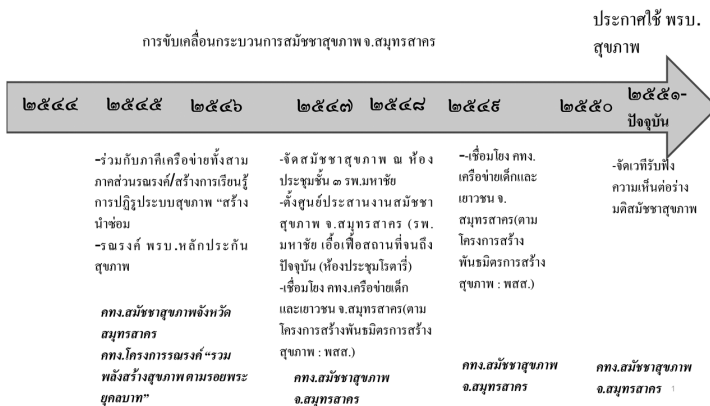 การขับเคลื่อนกระบวนการสมัชชาสุขภาพ จ.สมุทรสาคร
ประกาศใช้ พรบ.
สุขภาพ
๒๕๔๔
๒๕๔๕
๒๕๔๖
๒๕๔๗
๒๕๔๘
๒๕๔๙
๒๕๕๐
๒๕๕๑-
ปัจจุบัน
-ร่วมกับภาคีเครือข่ายทั้งสาม
ภาคส่วนรณรงค์/สร้างการเรียนรู้
การปฏิรูประบบสุขภาพ “สร้าง
นำซ่อม
-รณรงค์ พรบ.หลักประกัน
สุขภาพ
คทง.สมัชชาสุขภาพจังหวัด
สมุทรสาคร
คทง.โครงการรณรงค์ “รวม
พลังสร้างสุขภาพตามรอยพระ
ยุคลบาท”
-จัดสมัชชาสุขภาพ ณ ห้อง
ประชุมชั้น ๓ รพ.มหาชัย
-ตั้งศูนย์ประสานงานสมัชชา
สุขภาพ จ.สมุทรสาคร (รพ.
มหาชัย เอื้อเฟื้อสถานที่จนถึง
ปัจจุบัน (ห้องประชุมโรตารี่)
-เชื่อมโยง คทง.เครือข่ายเด็ก
และเยาวชน จ.สมุทรสาคร(ตาม
โครงการสร้างพันธมิตรการสร้าง
สุขภาพ : พสส.)
คทง.สมัชชาสุขภาพ
จ.สมุทรสาคร
--เชื่อมโยง คทง.
เครือข่ายเด็กและ
เยาวชน จ.
สมุทรสาคร(ตาม
โครงการสร้าง
พันธมิตรการสร้าง
สุขภาพ : พสส.)
คทง.สมัชชาสุขภาพ
จ.สมุทรสาคร
-จัดเวทีรับฟัง
ความเห็นต่อร่าง
มติสมัชชาสุขภาพ
คทง.สมัชชาสุขภาพ
จ.สมุทรสาคร
1